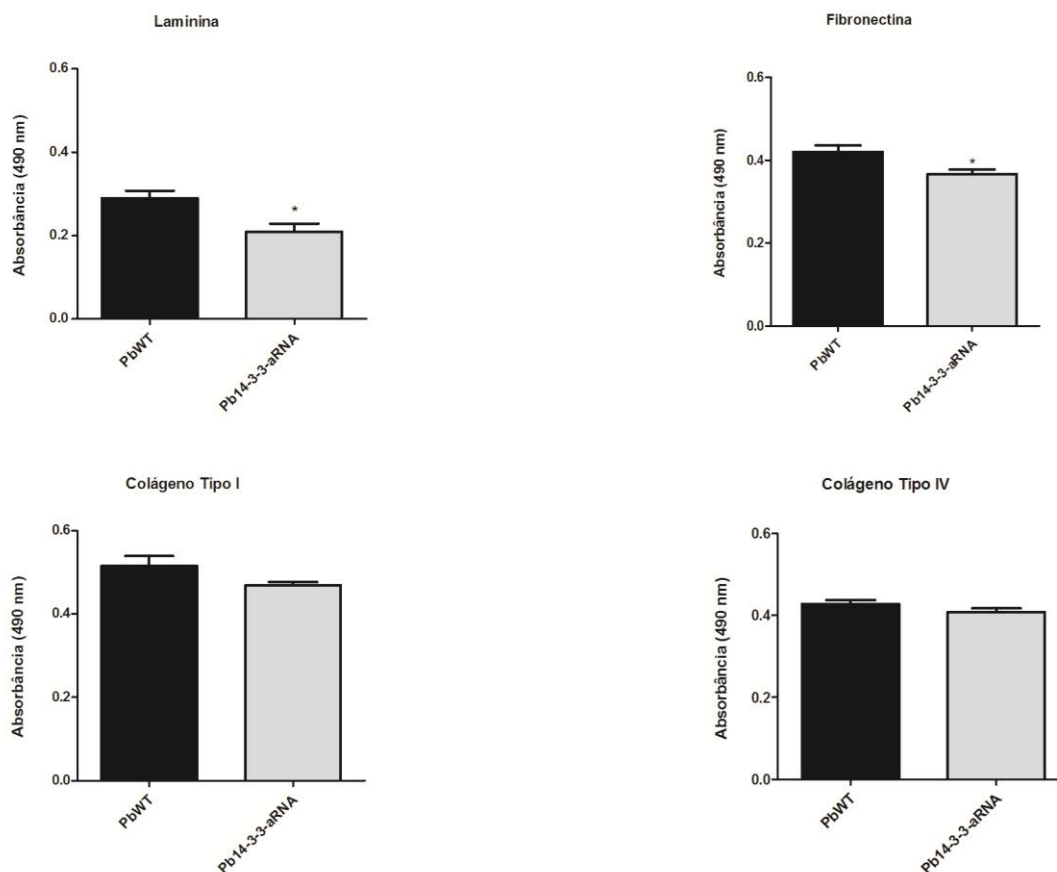 Laminina
Absorbância (490 nm)
0.6
0.4
0.2
0.0
*
PbWT
Pb14-3-3-aRNA
Fibronectina
Absorbância (490 nm)
0.6
0.4
0.2
0.0
*
PbWT
Pb14-3-3-aRNA
Colágeno Tipo I
Absorbância (490 nm)
0.6
0.4
0.2
0.0
PbWT
Pb14-3-3-aRNA
Colágeno Tipo IV
Absorbância (490 nm)
0.6
0.4
0.2
0.0
PbWT
Pb14-3-3-aRNA